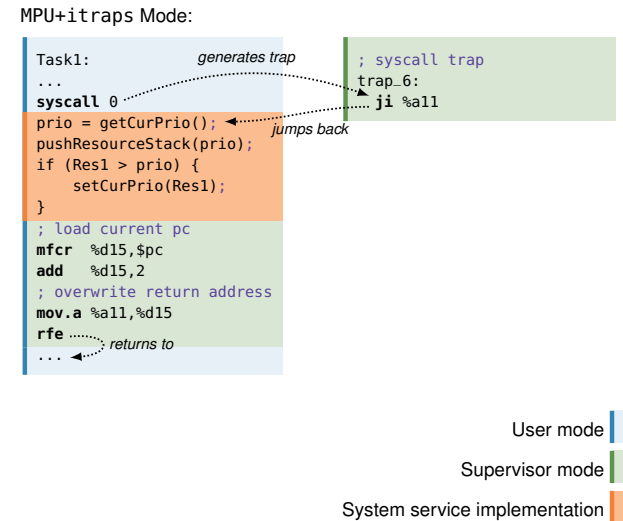 MPU+itraps Mode:
Task1:
...
syscall 0
generates trap
; syscall trap
trap_6:
ji %a11
jumps back
prio = getCurPrio();
pushResourceStack(prio);
if (Res1 > prio) {
    setCurPrio(Res1);
}
; load current pc
mfcr  %d15,$pc
add   %d15,2
; overwrite return address
mov.a %a11,%d15
rfe
returns to
...
User mode
Supervisor mode
System service implementation